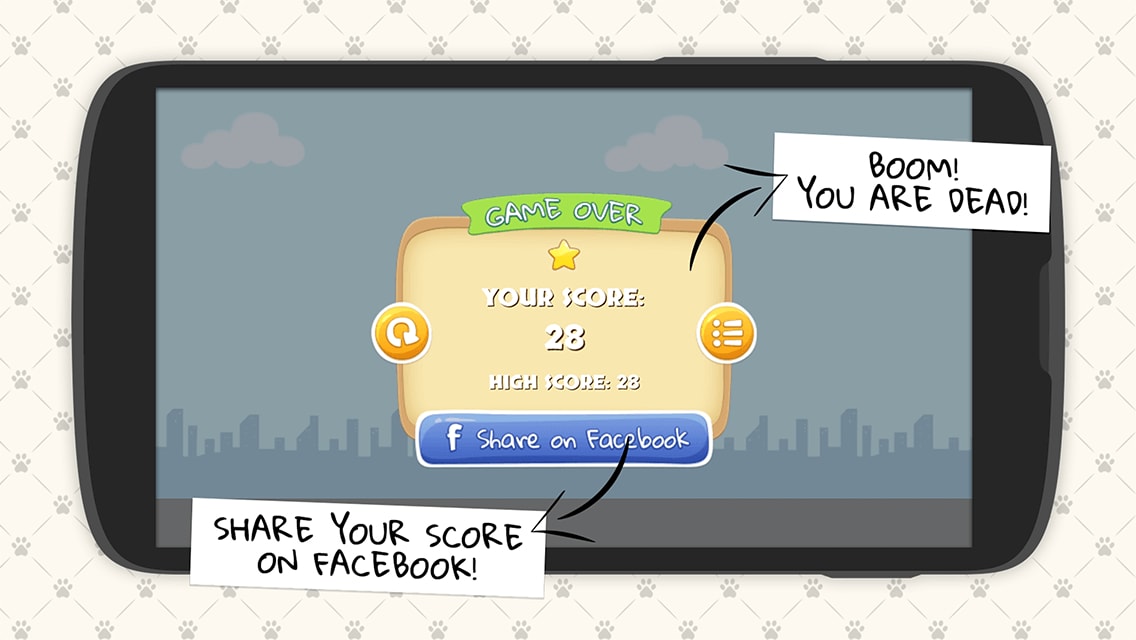 BOOM!
YOU ARE DEAD!
GAME OVER
YOUR SCORE:
28
HIGH SCORE: 28
f Share on Facebook
SHARE YOUR SCORE
ON FACEBOOK!